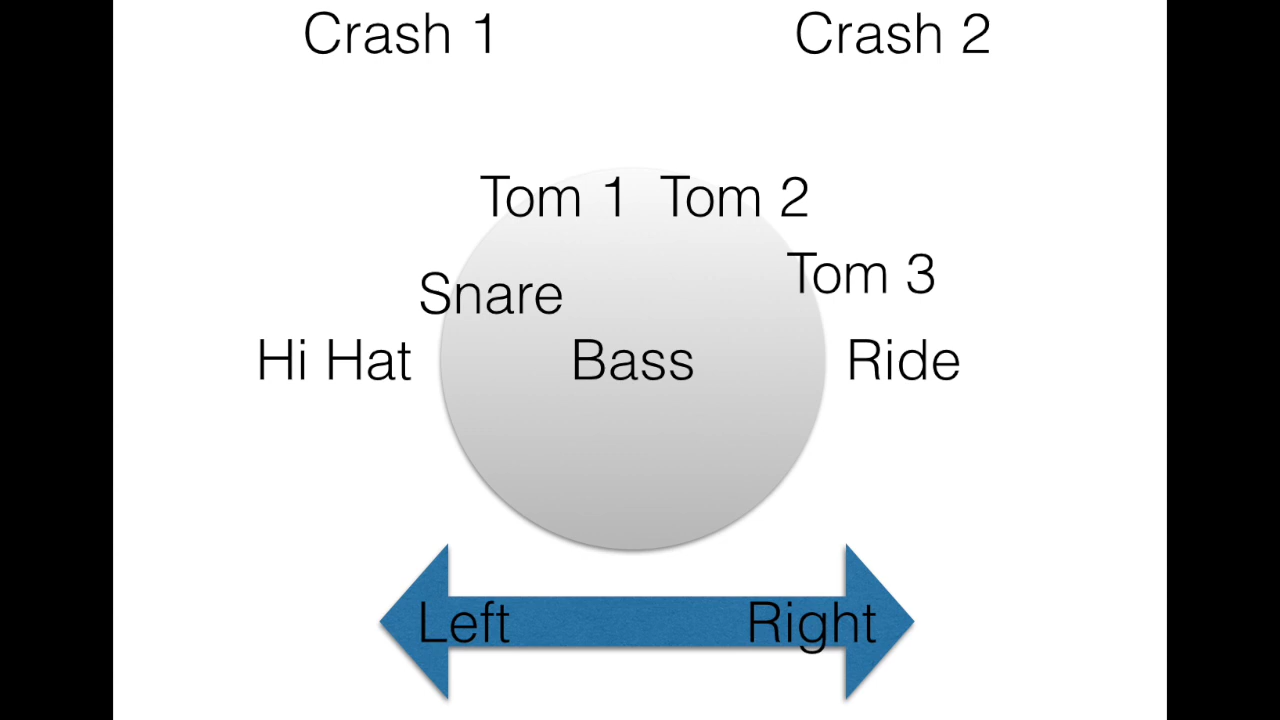 Crash 1
Crash 2
Tom 1
Tom 2
Tom 3
Snare
Hi Hat
Bass
Ride
Left
Right